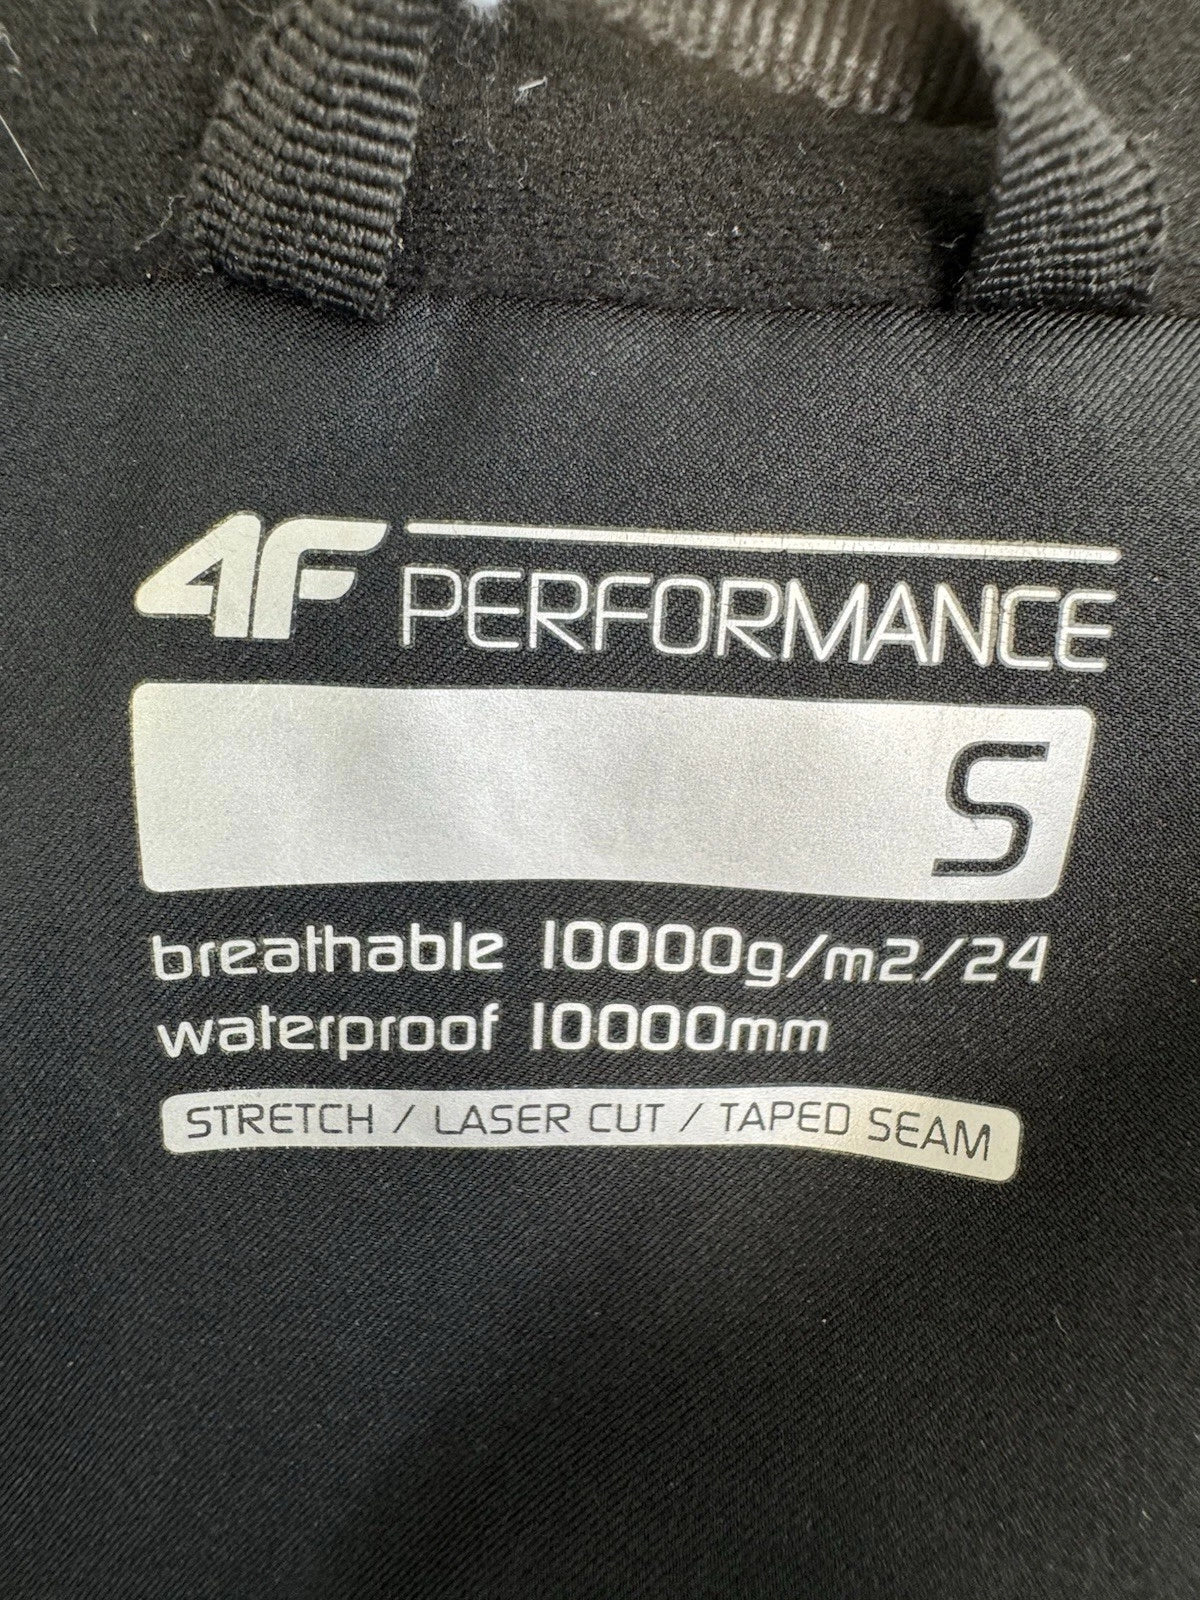 4F PERFORMANCE
S
breathable 10000g/m2/24
waterproof 10000mm
STRETCH / LASER CUT / TAPED SEAM